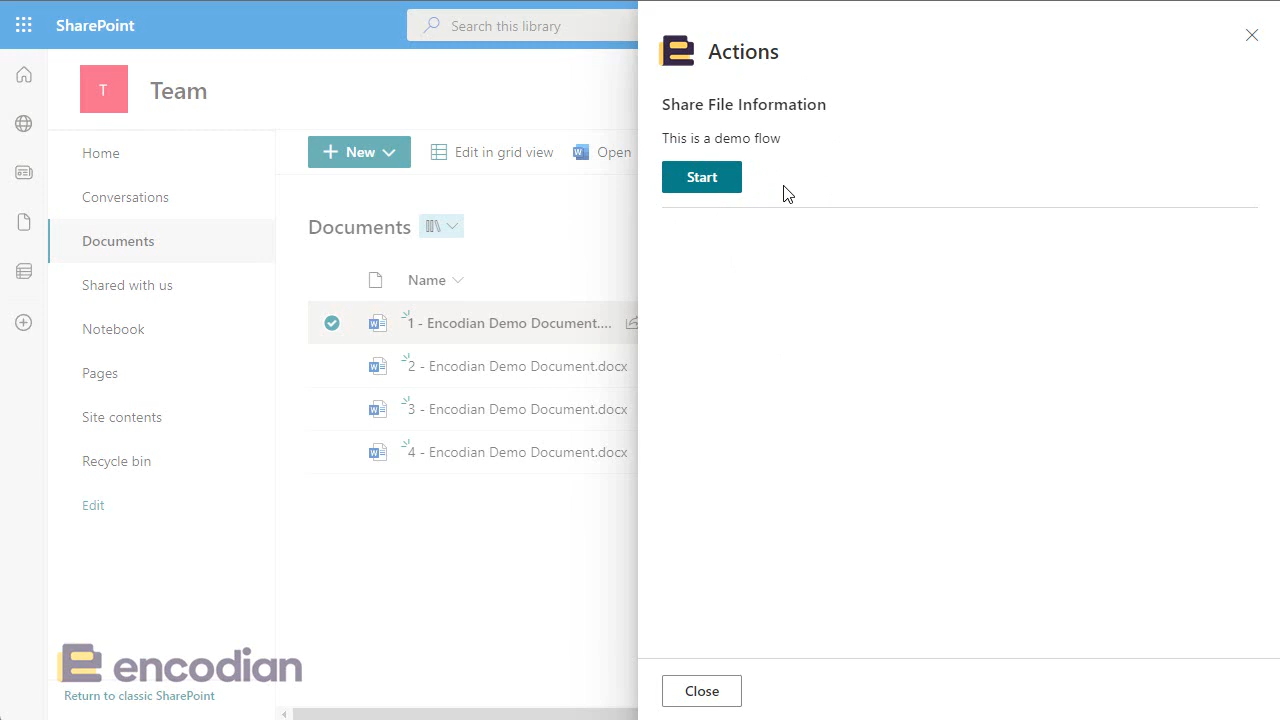 SharePoint
Search this library
T
Team
Home
Conversations
Documents
Shared with us
Notebook
Pages
Site contents
Recycle bin
Edit
encodian
Return to classic SharePoint
New
Edit in grid view
Open
Documents
Name
1 - Encodian Demo Document....
2 - Encodian Demo Document.docx
3 - Encodian Demo Document.docx
4 - Encodian Demo Document.docx
Actions
Share File Information
This is a demo flow
Start
Close